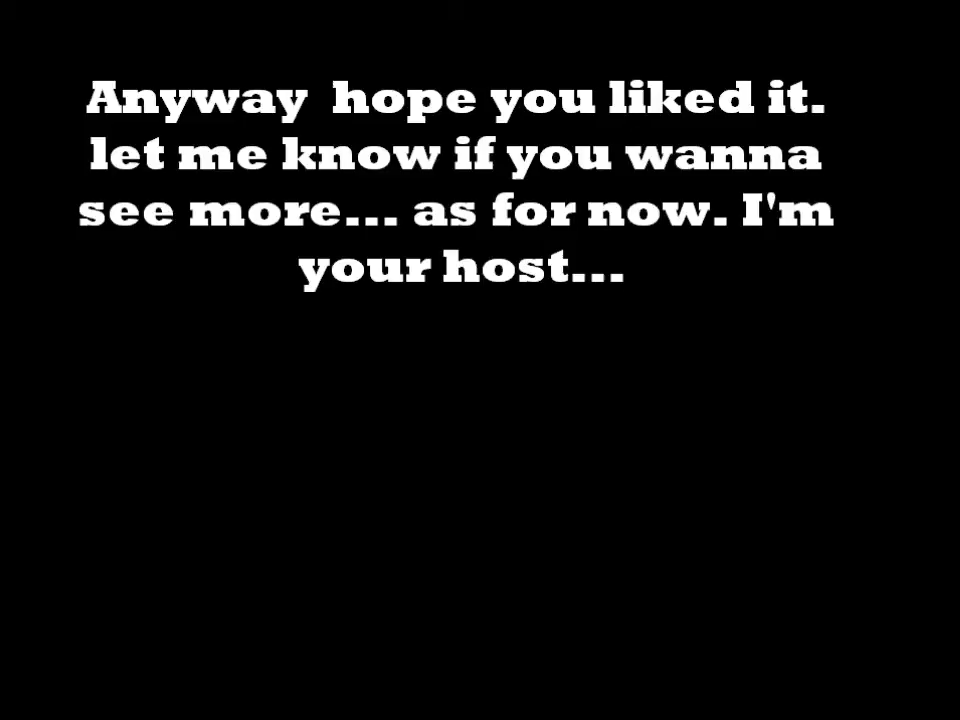 Anyway  hope you liked it.
let me know if you wanna
see more... as for now. I'm
your host...